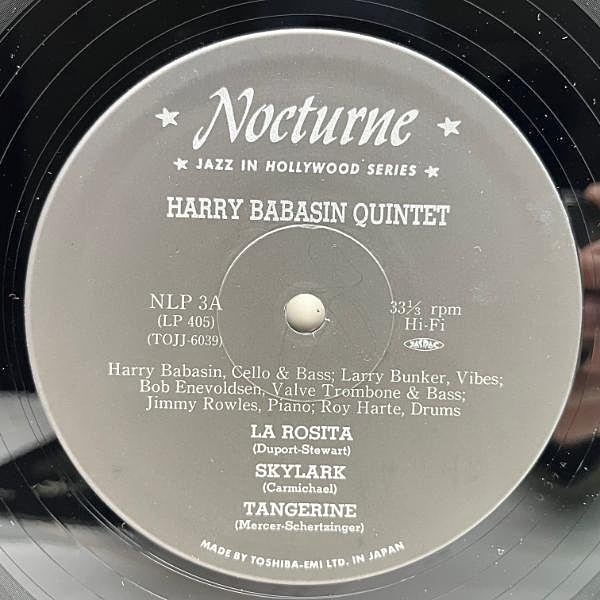 Nocturne
JAZZ IN HOLLYWOOD SERIES
HARRY BABASIN QUINTET
NLP 3A
(LP 405)
(TOJJ-6039)
33⅓ rpm
Hi-Fi
Harry Babasin, Cello & Bass; Larry Bunker, Vibes;
Bob Enevoldsen, Valve Trombone & Bass;
Jimmy Rowles, Piano; Roy Harte, Drums
LA ROSITA
(Duport-Stewart)
SKYLARK
(Carmichael)
TANGERINE
(Mercer-Schertzinger)
MADE BY TOSHIBA-EMI LTD. IN JAPAN